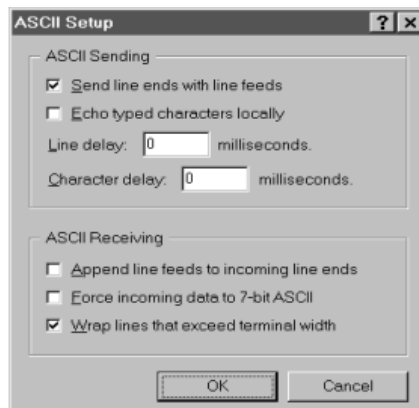 ASCII Setup
ASCII Sending
Send line ends with line feeds
Echo typed characters locally
Line delay: 0 milliseconds.
Character delay: 0 milliseconds.
ASCII Receiving
Append line feeds to incoming line ends
Force incoming data to 7-bit ASCII
Wrap lines that exceed terminal width
OK Cancel